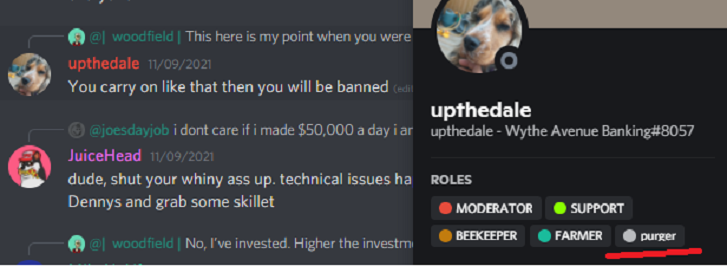 @| woodfield | This here is my point when you were
upthedale 11/09/2021
You carry on like that then you will be banned
@joesdayjob i dont care if i made $50,000 a day i ar
JuiceHead 11/09/2021
dude, shut your whiny ass up. technical issues ha
Dennys and grab some skillet
@| woodfield | No, I've invested. Higher the investm
upthedale
upthedale - Wythe Avenue Banking#8057
ROLES
MODERATOR SUPPORT
BEEKEEPER FARMER purger